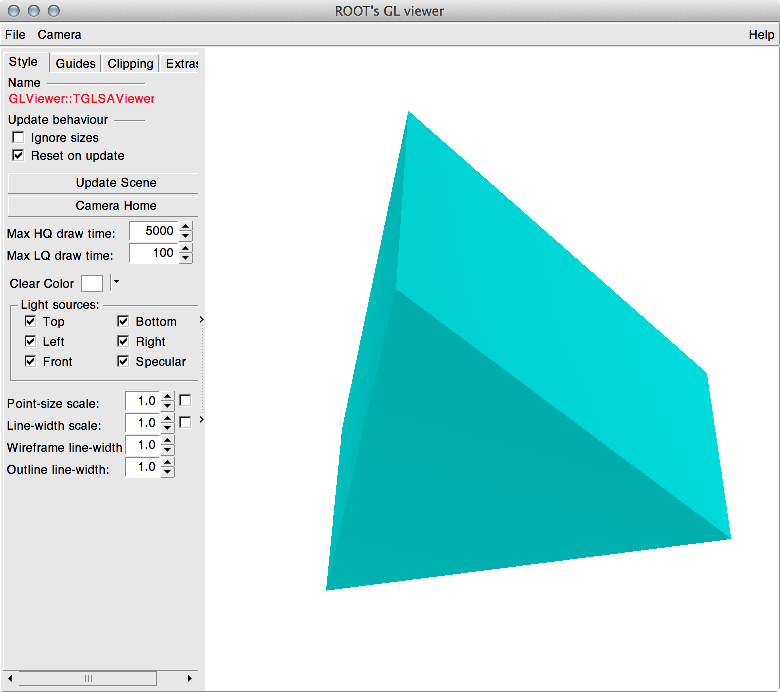 ROOT's GL viewer
File Camera Help
Style Guides Clipping Extras
Name
GLViewer::TGLSAViewer
Update behaviour
Ignore sizes
Reset on update
Update Scene
Camera Home
Max HQ draw time: 5000
Max LQ draw time: 100
Clear Color
Light sources:
Top Bottom
Left Right
Front Specular
Point-size scale: 1.0
Line-width scale: 1.0
Wireframe line-width 1.0
Outline line-width: 1.0